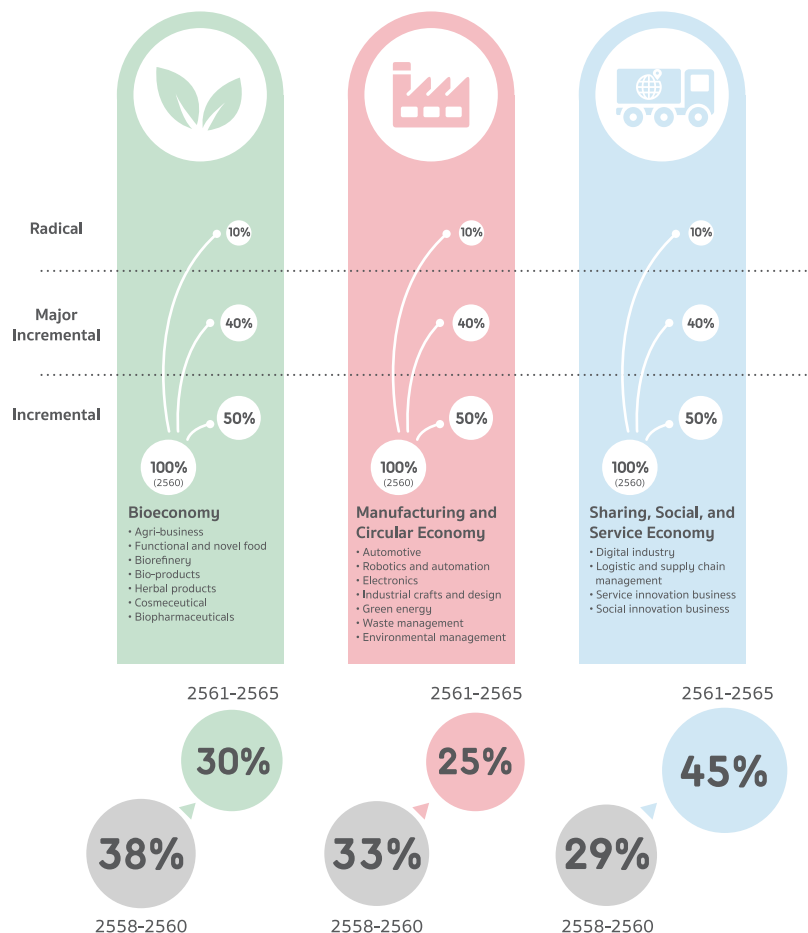 Radical
10%
10%
10%
Major
Incremental
40%
40%
40%
Incremental
50%
50%
50%
100%
(2560)
100%
(2560)
100%
(2560)
Bioeconomy
• Agri-business
• Functional and novel food
• Biorefinery
• Bio-products
• Herbal products
• Cosmeceutical
• Biopharmaceuticals
Manufacturing and
Circular Economy
• Automotive
• Robotics and automation
• Electronics
• Industrial crafts and design
• Green energy
• Waste management
• Environmental management
Sharing, Social, and
Service Economy
• Digital industry
• Logistic and supply chain
management
• Service innovation business
• Social innovation business
2561-2565
30%
38%
2558-2560
2561-2565
25%
33%
2558-2560
2561-2565
45%
29%
2558-2560